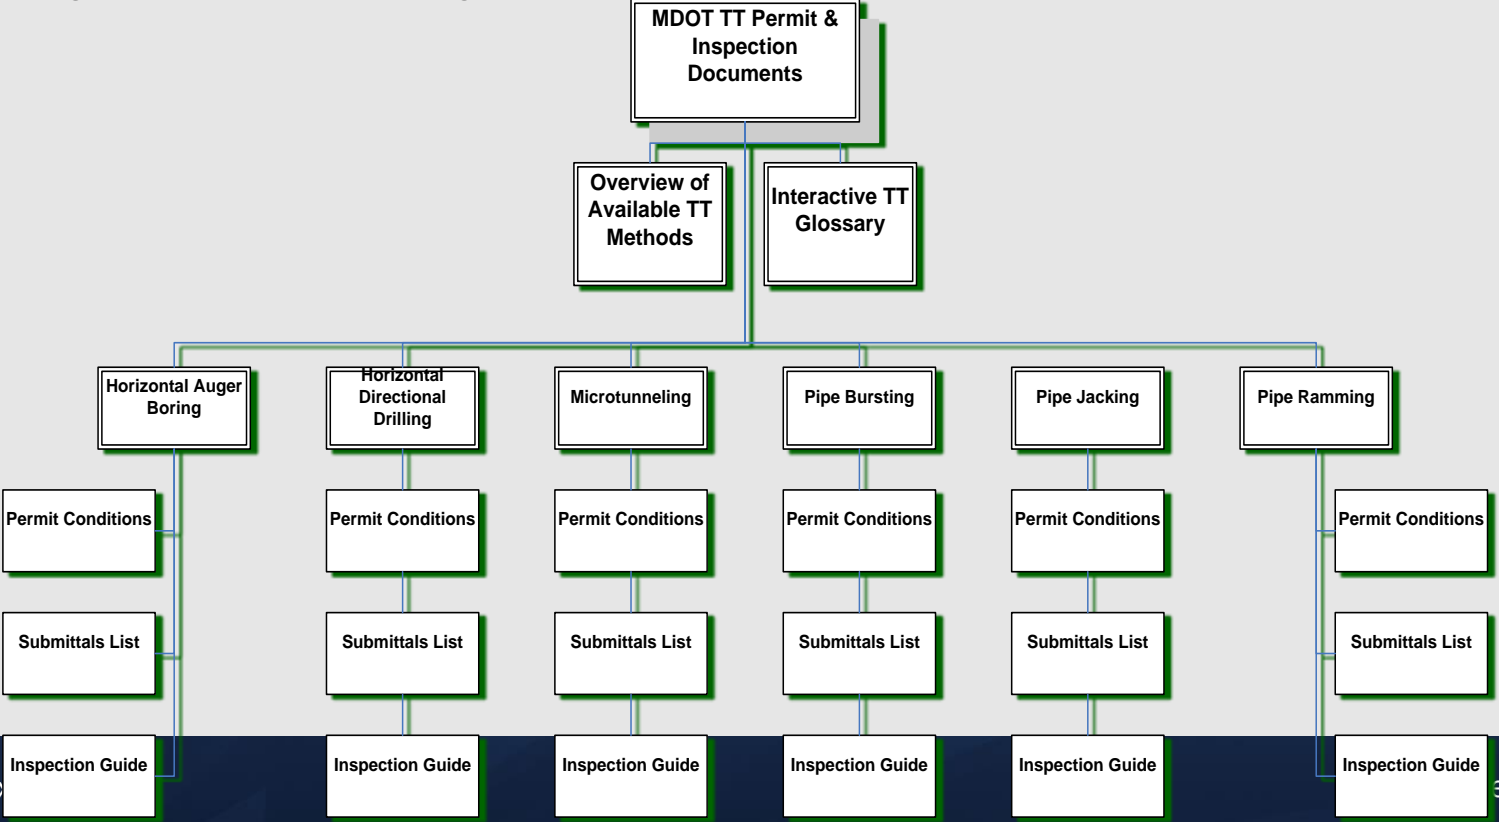 MDOT TT Permit &
Inspection
Documents
Overview of
Available TT
Methods
Interactive TT
Glossary
Horizontal Auger
Boring
Horizontal
Directional
Drilling
Microtunneling
Pipe Bursting
Pipe Jacking
Pipe Ramming
Permit Conditions
Permit Conditions
Permit Conditions
Permit Conditions
Permit Conditions
Permit Conditions
Submittals List
Submittals List
Submittals List
Submittals List
Submittals List
Submittals List
Inspection Guide
Inspection Guide
Inspection Guide
Inspection Guide
Inspection Guide
Inspection Guide